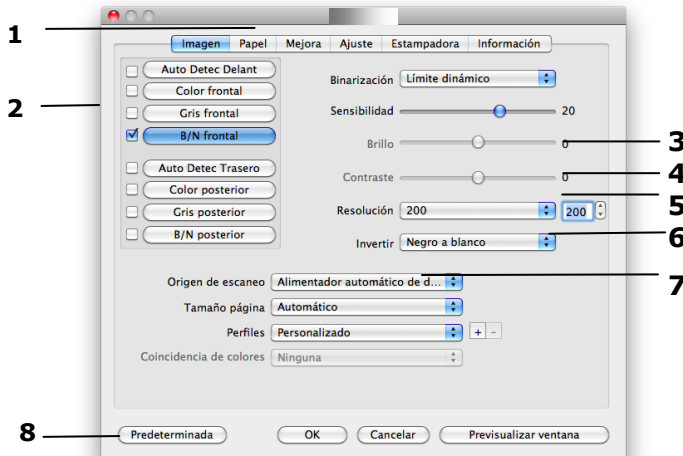 1
Imagen Papel Mejora Ajuste Estampadora Información
2
Auto Detec Delant
Color frontal
Gris frontal
B/N frontal
Auto Detec Trasero
Color posterior
Gris posterior
B/N posterior
Binarización Límite dinámico
Sensibilidad 20
Brillo 0
3
Contraste 0
4
5
Resolución 200 200
6
Invertir Negro a blanco
Origen de escaneo Alimentador automático de d...
7
Tamaño página Automático
Perfiles Personalizado + -
Coincidencia de colores Ninguna
8
Predeterminada OK Cancelar Previsualizar ventana